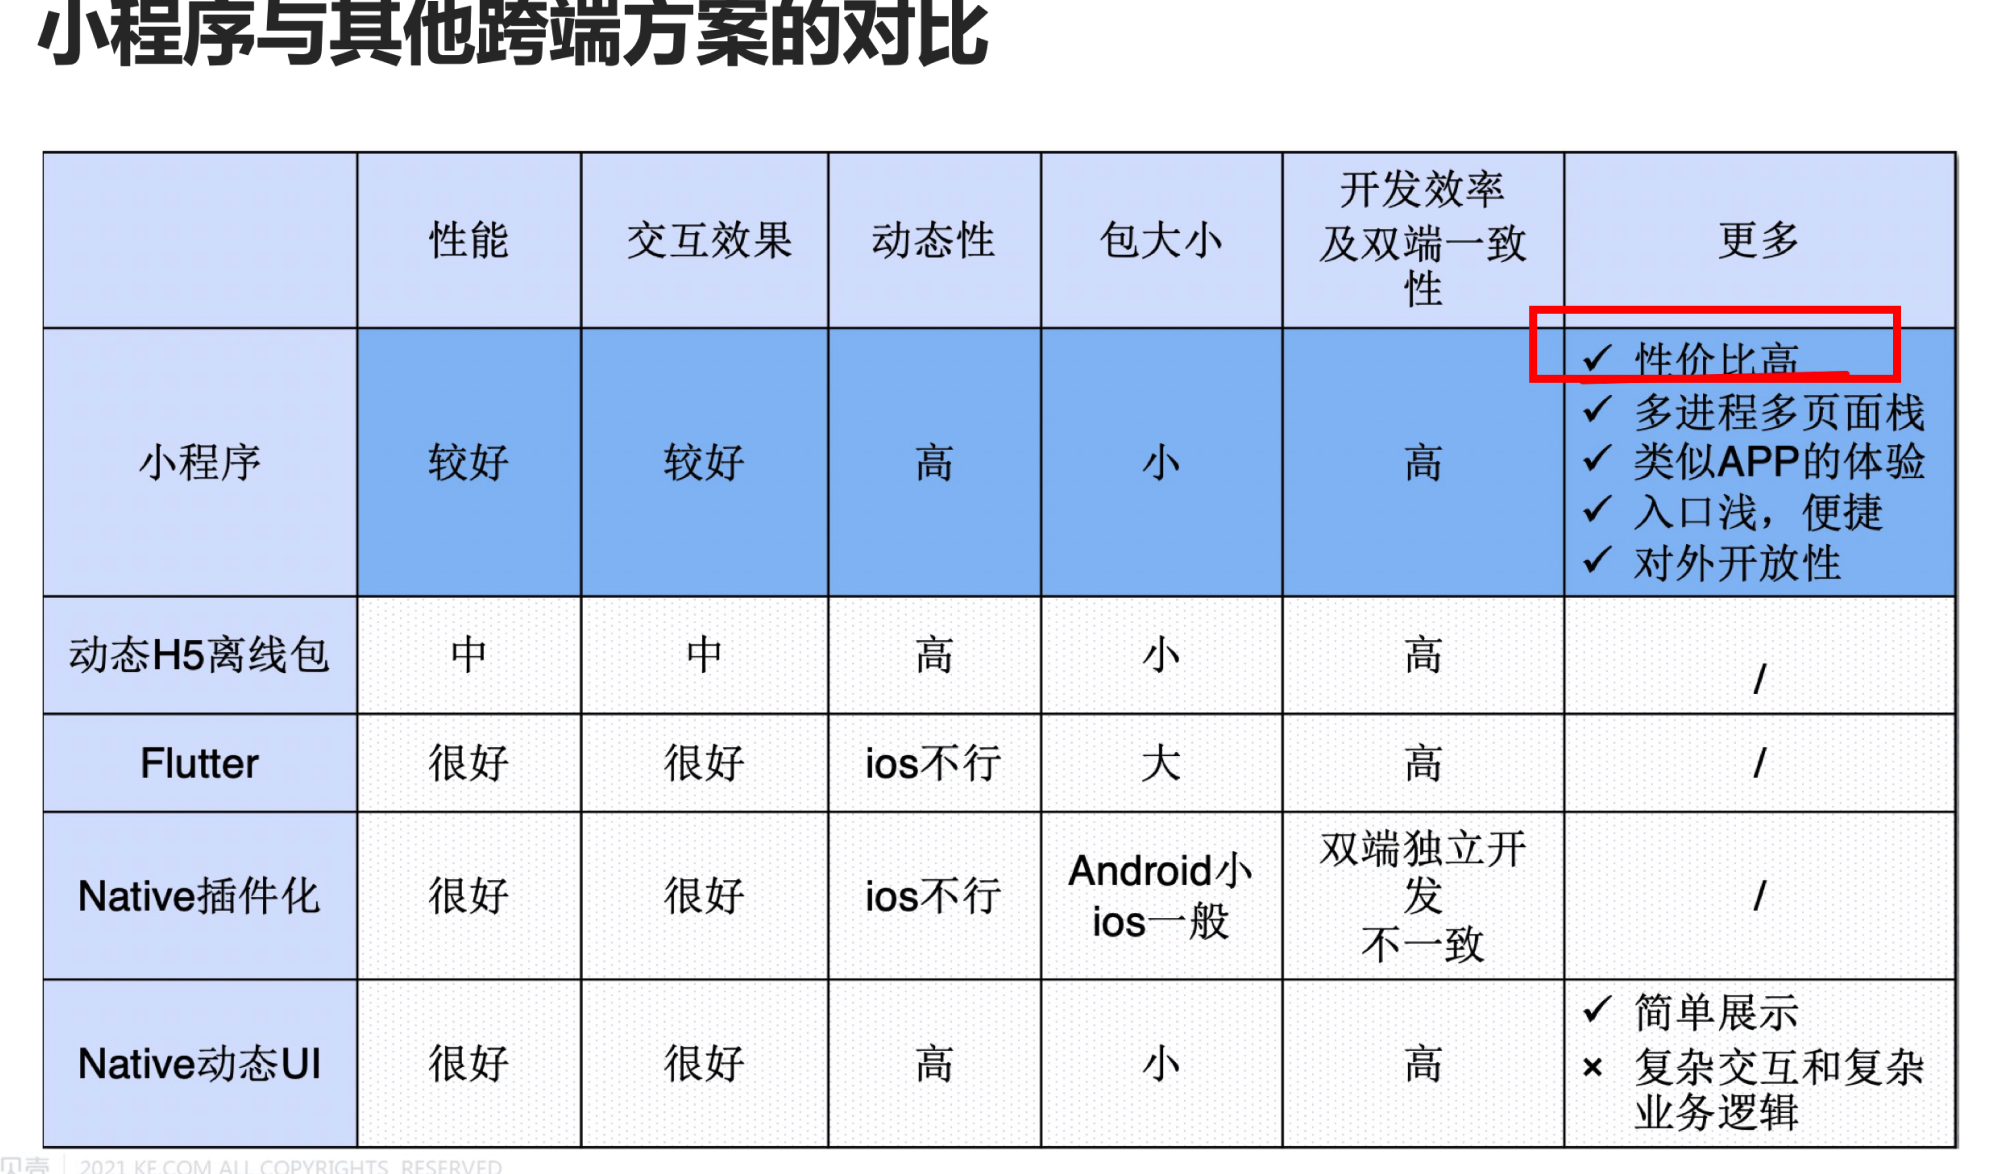 小程序与其他跨端方案的对比
性能
交互效果
动态性
包大小
开发效率
及双端一致
性
更多
小程序
较好
较好
高
小
高
✓ 性价比高
✓ 多进程多页面栈
✓ 类似APP的体验
✓ 入口浅，便捷
✓ 对外开放性
动态H5离线包
中
中
高
小
高
/
Flutter
很好
很好
ios不行
大
高
/
Native插件化
很好
很好
ios不行
Android小
ios一般
双端独立开
发
不一致
/
Native动态UI
很好
很好
高
小
高
✓ 简单展示
× 复杂交互和复杂
业务逻辑
贝壳 | 2021 KE.COM ALL COPYRIGHTS RESERVED